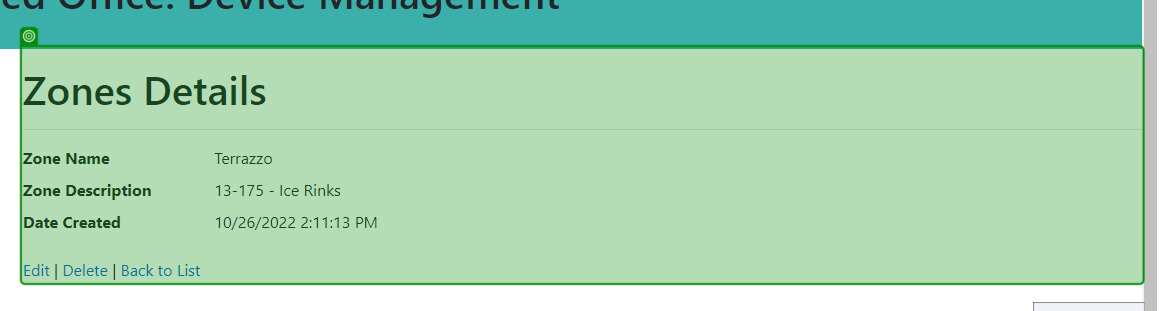 ed Office: Device Management
Zones Details
Zone Name Terrazzo
Zone Description 13-175 - Ice Rinks
Date Created 10/26/2022 2:11:13 PM
Edit | Delete | Back to List